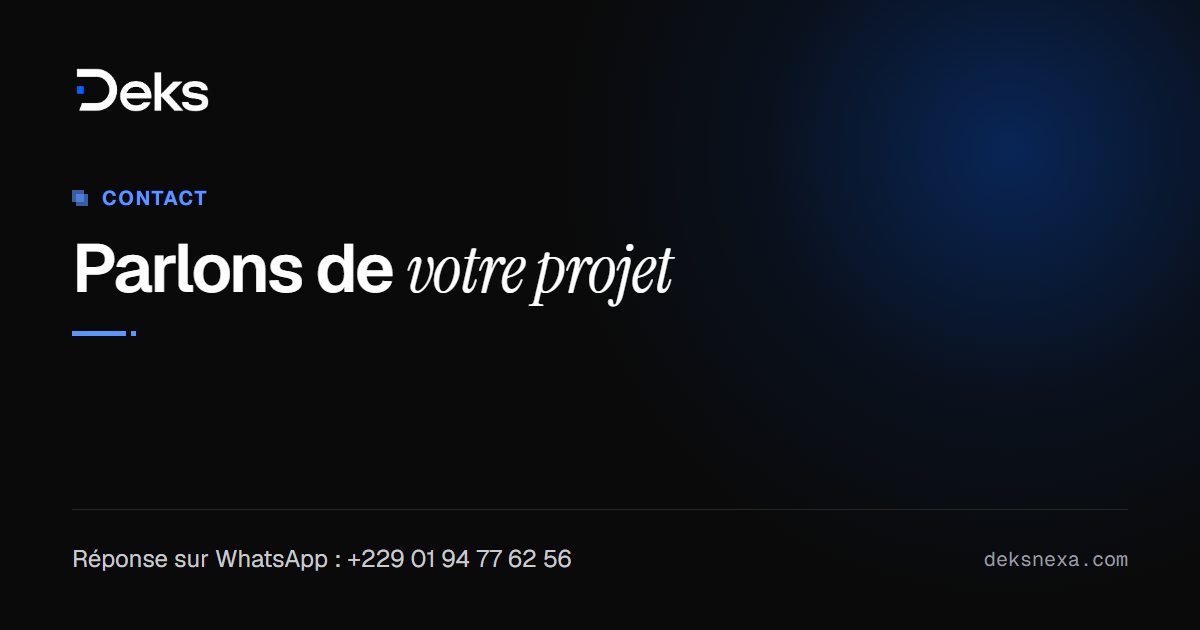 Deks
CONTACT
Parlons de votre projet
Réponse sur WhatsApp : +229 01 94 77 62 56
deksnexa.com